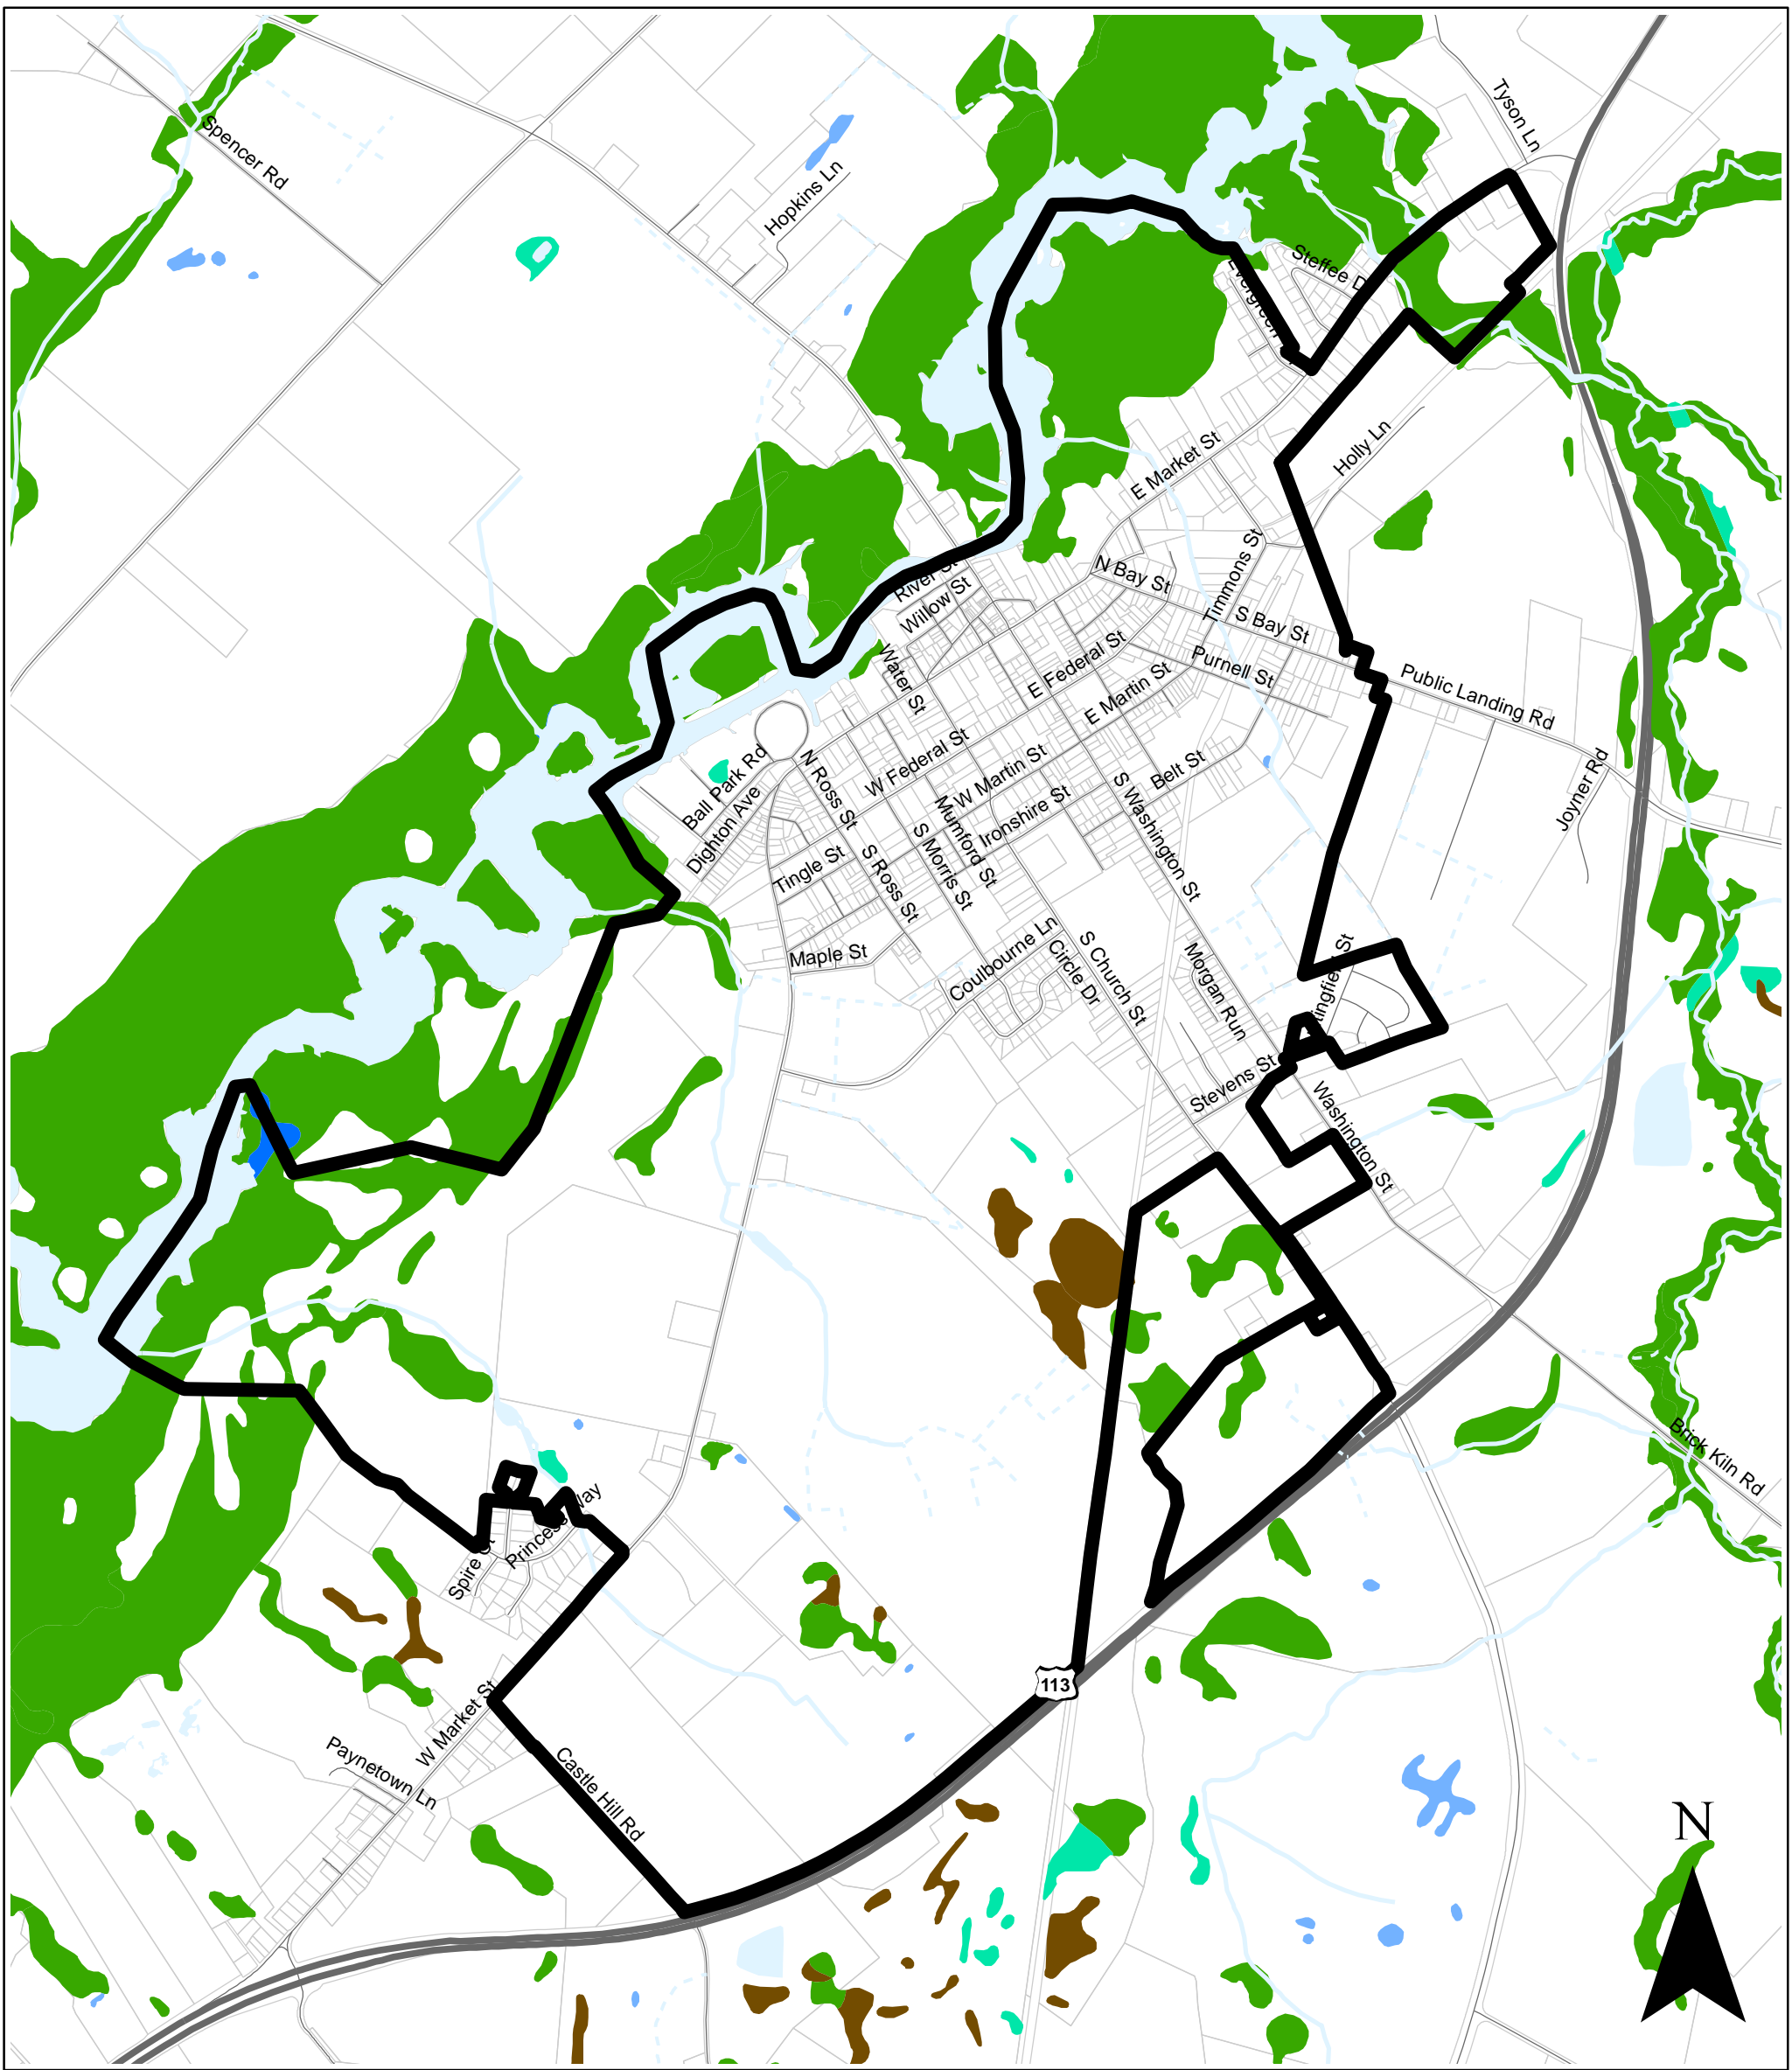 Tyson Ln
Spencer Rd
Hopkins Ln
Steffee D
Evergreen
E Market St
Holly Ln
N Bay St
Timmons St
River St
Willow St
S Bay St
E Federal St
Purnell St
Water St
E Martin St
Public Landing Rd
Ball Park Rd
N Ross St
W Federal St
W Martin St
Belt St
S Washington St
Joyner Rd
Dighton Ave
Mumford St
Ironshire St
Tingle St
S Ross St
S Morris St
Maple St
Coulbourne Ln
Circle Dr
S Church St
Morgan Run
Stevens St
Washington St
Brick Kiln Rd
Princess Way
Spire Ct
113
W Market St
Paynetown Ln
Castle Hill Rd
N